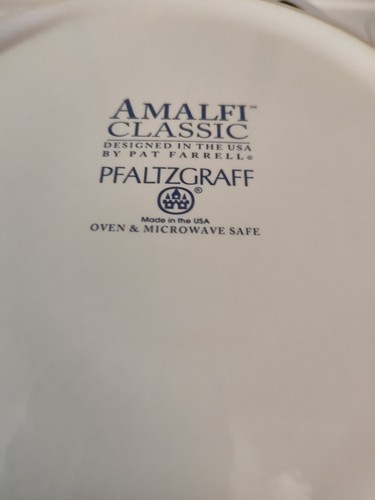 AMALFI™
CLASSIC
DESIGNED IN THE USA
BY PAT FARRELL®
PFALTZGRAFF
®
Made in the USA
OVEN & MICROWAVE SAFE